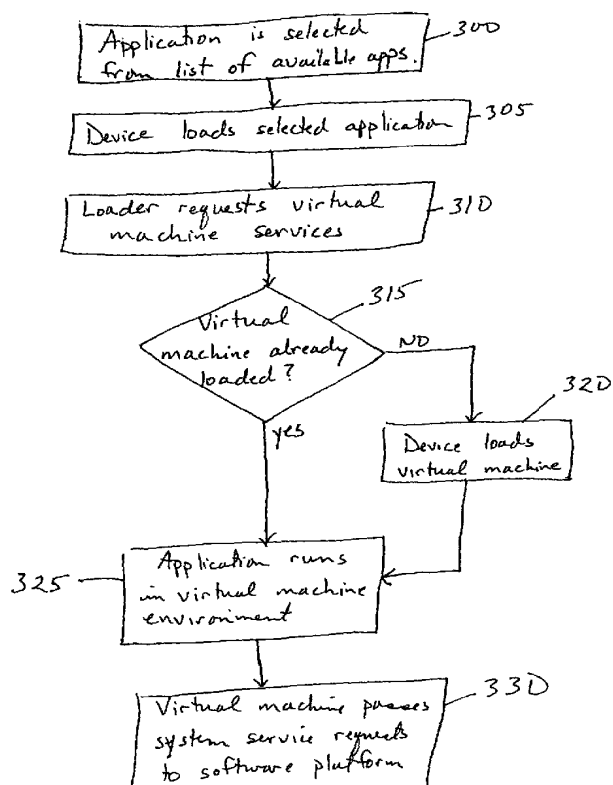 Application is selected
from list of available apps.
300
Device loads selected application
305
Loader requests virtual
machine services
310
Virtual
machine already
loaded?
315
NO
yes
320
Device loads
virtual machine
325
Application runs
in virtual machine
environment
330
Virtual machine passes
system service requests
to software platform